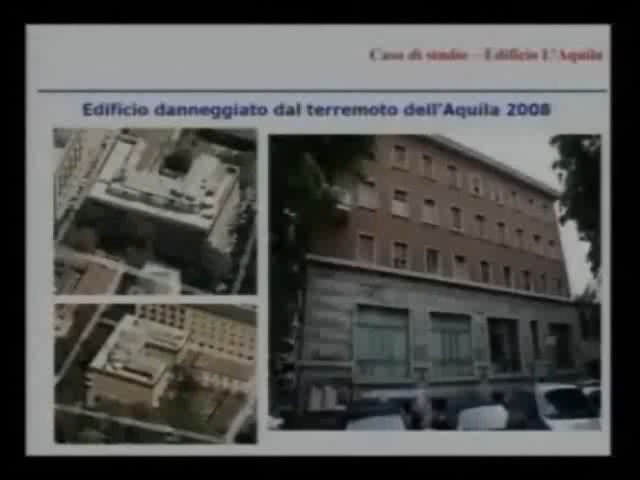 Caso di studio – Edificio L'Aquila
Edificio danneggiato dal terremoto dell'Aquila 2008